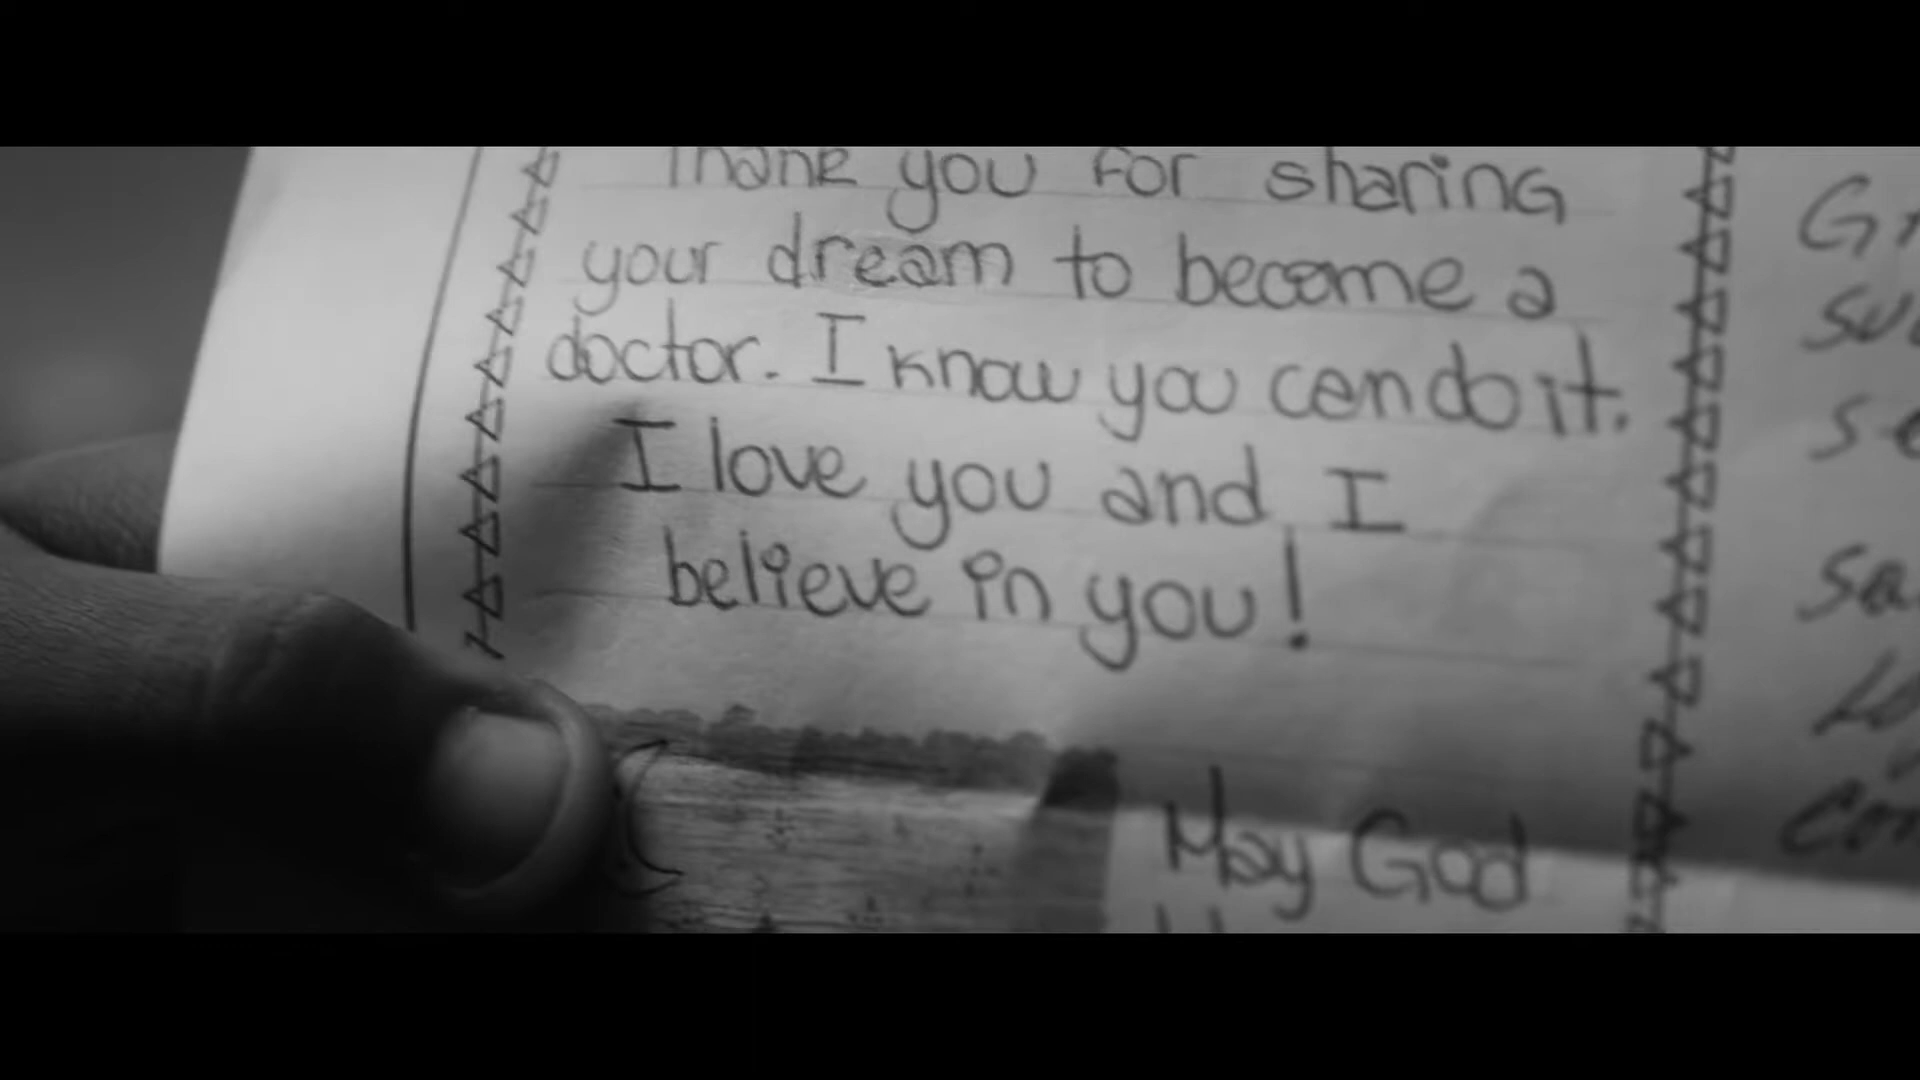 Thank you for sharing
your dream to become a
doctor. I know you can do it.
I love you and I
believe in you!
May God